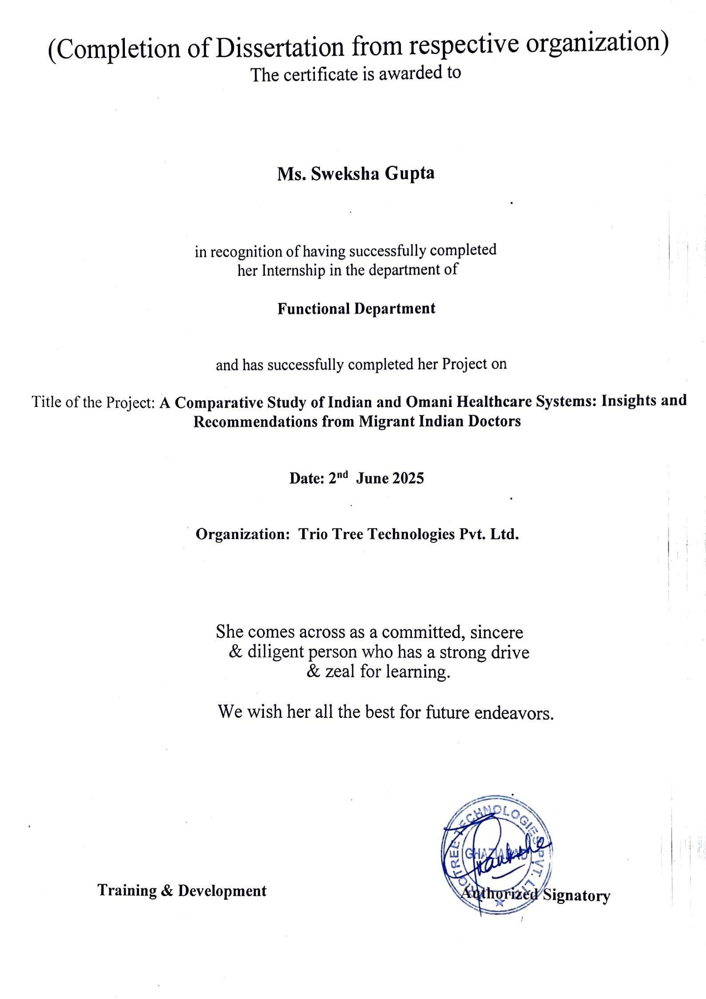 (Completion of Dissertation from respective organization)
The certificate is awarded to
Ms. Sweksha Gupta
in recognition of having successfully completed
her Internship in the department of
Functional Department
and has successfully completed her Project on
Title of the Project: A Comparative Study of Indian and Omani Healthcare Systems: Insights and
Recommendations from Migrant Indian Doctors
Date: 2nd June 2025
Organization: Trio Tree Technologies Pvt. Ltd.
She comes across as a committed, sincere
& diligent person who has a strong drive
& zeal for learning.
We wish her all the best for future endeavors.
TRIO TREE TECHNOLOGIES PVT. LTD.
GHAZIABAD
Training & Development
Authorized Signatory